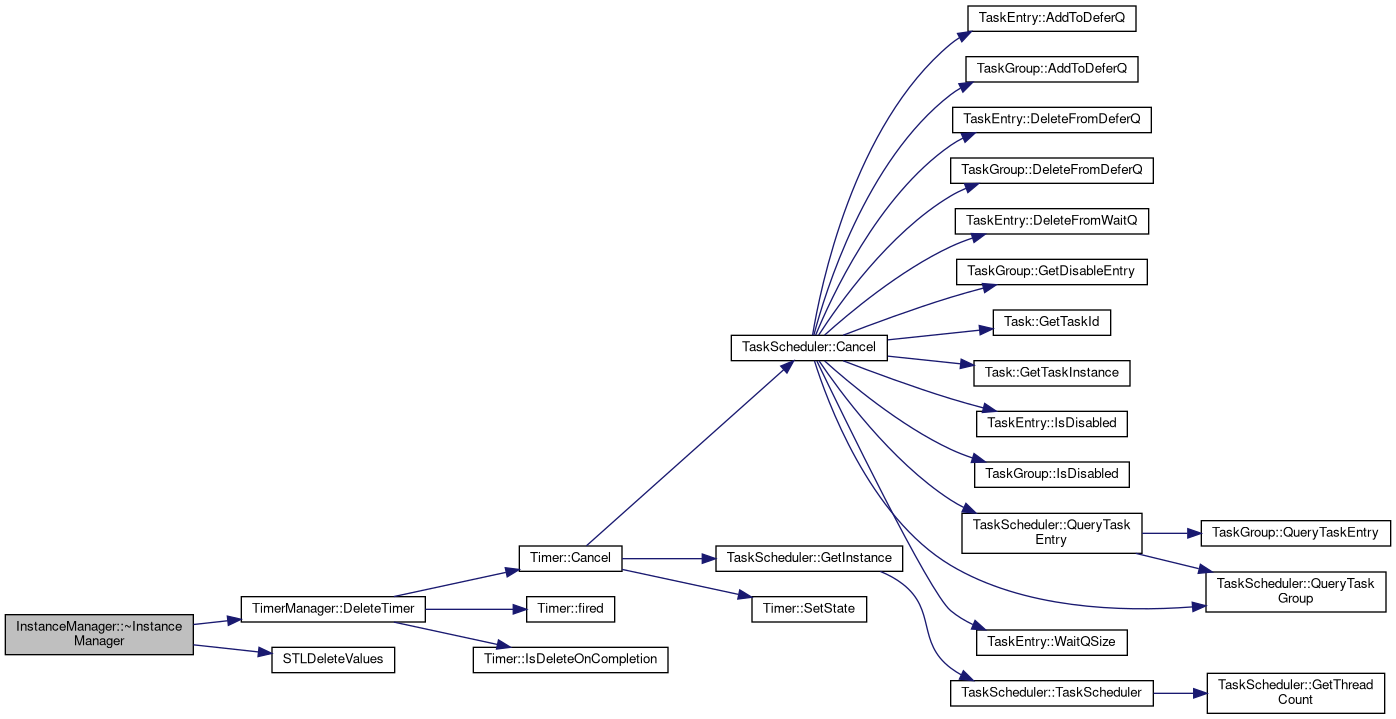 TaskEntry::AddToDeferQ
TaskGroup::AddToDeferQ
TaskEntry::DeleteFromDeferQ
TaskGroup::DeleteFromDeferQ
TaskEntry::DeleteFromWaitQ
TaskGroup::GetDisableEntry
Task::GetTaskId
TaskScheduler::Cancel
Task::GetTaskInstance
TaskEntry::IsDisabled
TaskGroup::IsDisabled
TaskScheduler::QueryTask
Entry
TaskGroup::QueryTaskEntry
Timer::Cancel
TaskScheduler::GetInstance
TaskScheduler::QueryTask
Group
TimerManager::DeleteTimer
Timer::fired
Timer::SetState
InstanceManager::~Instance
Manager
TaskEntry::WaitQSize
STLDeleteValues
Timer::IsDeleteOnCompletion
TaskScheduler::TaskScheduler
TaskScheduler::GetThread
Count